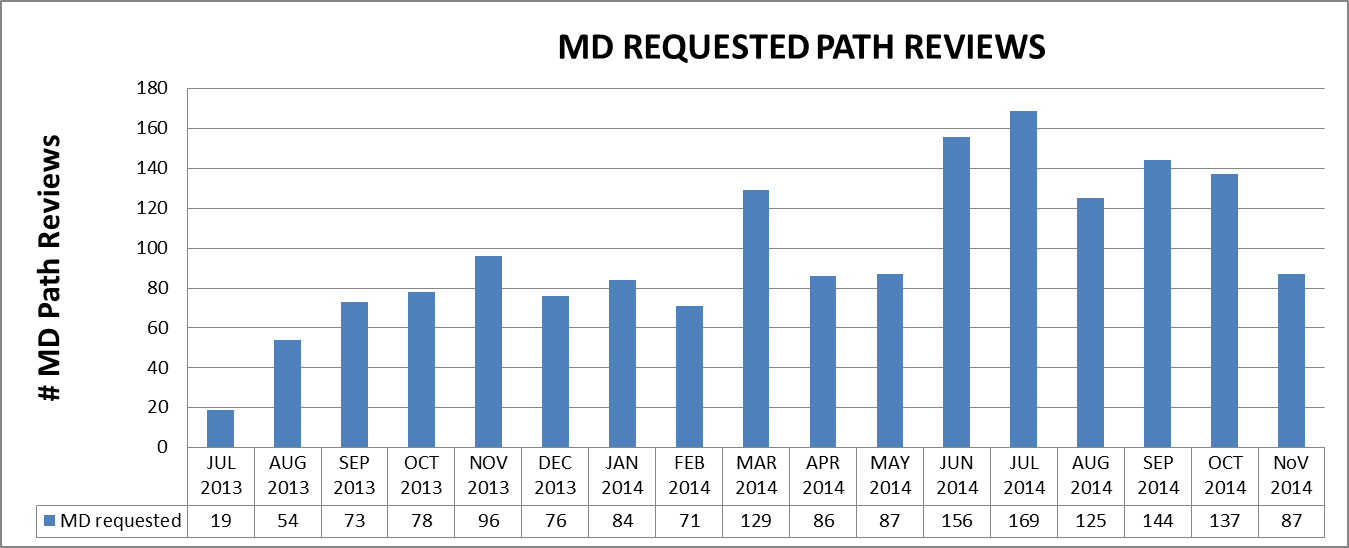 MD REQUESTED PATH REVIEWS
# MD Path Reviews
180
160
140
120
100
80
60
40
20
0
JUL AUG SEP OCT NOV DEC JAN FEB MAR APR MAY JUN JUL AUG SEP OCT NoV
2013 2013 2013 2013 2013 2013 2014 2014 2014 2014 2014 2014 2014 2014 2014 2014 2014
MD requested 19 54 73 78 96 76 84 71 129 86 87 156 169 125 144 137 87